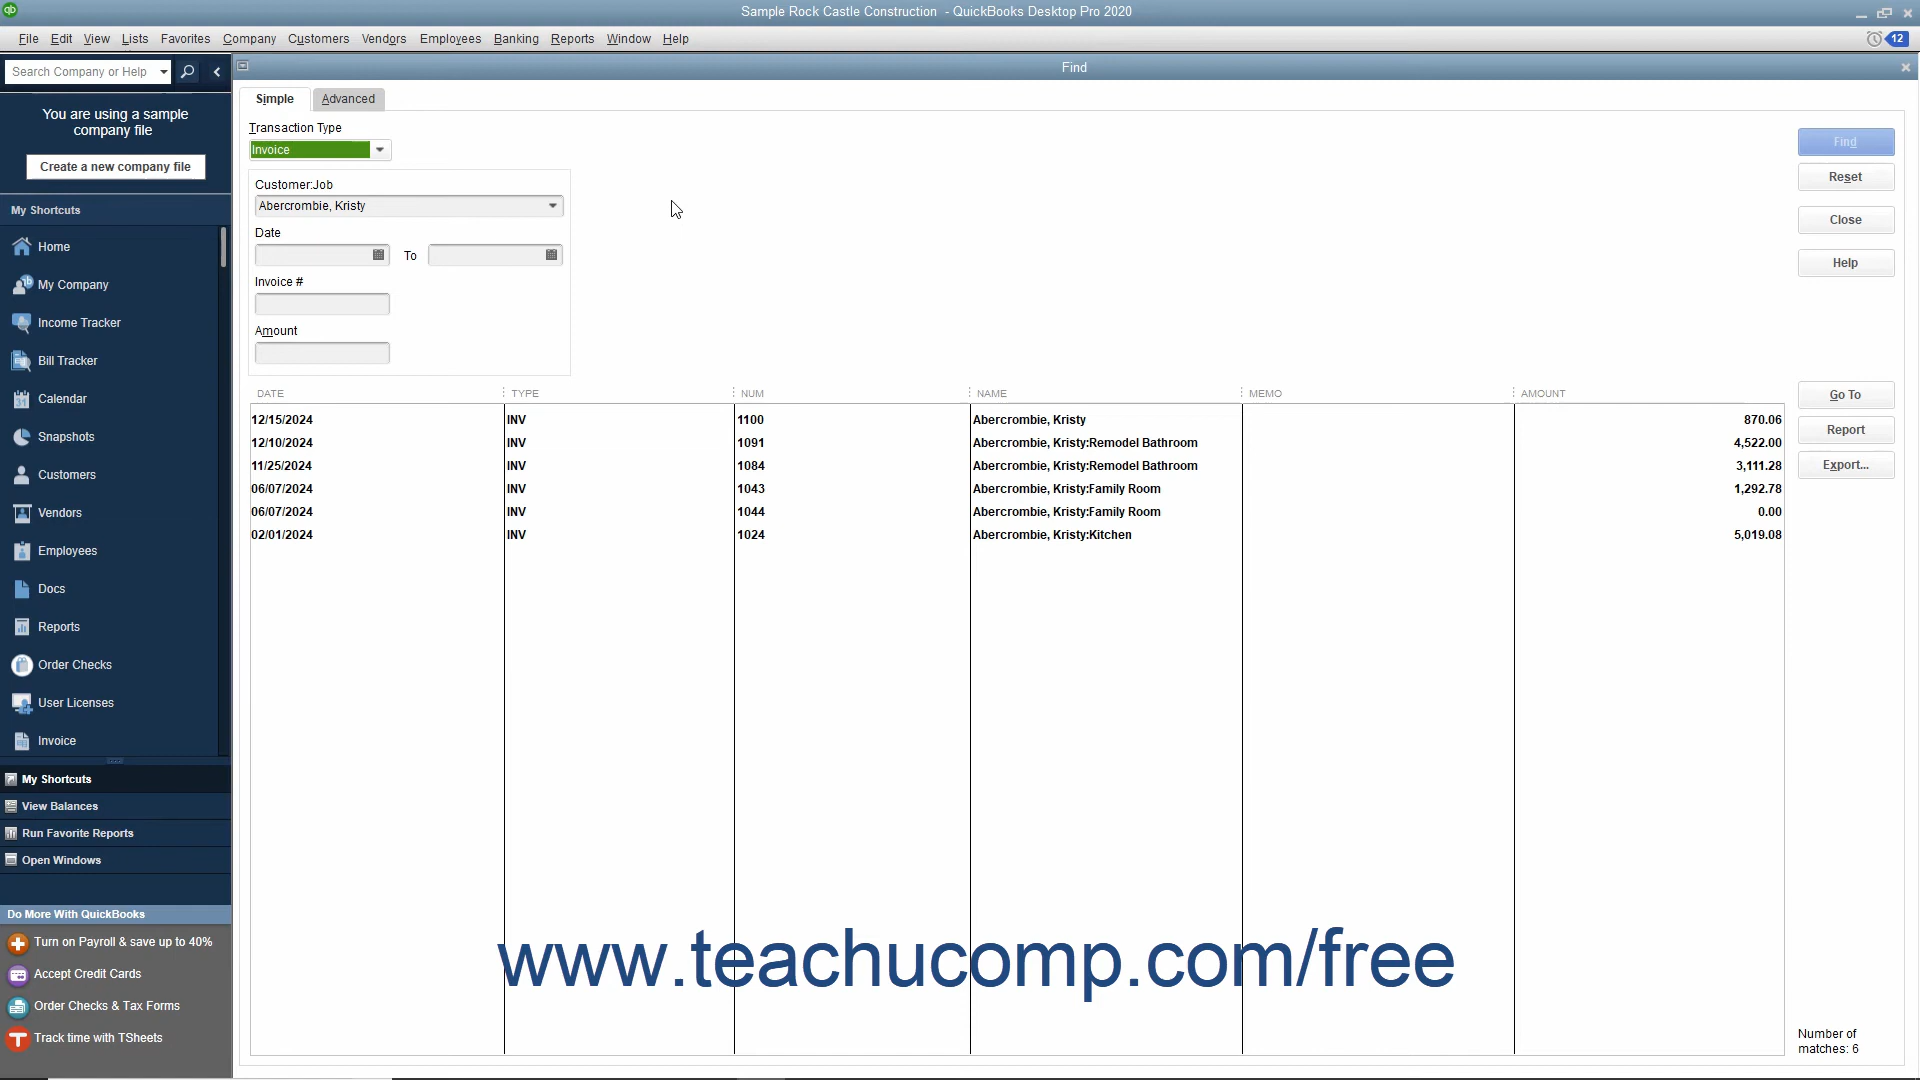 Sample Rock Castle Construction - QuickBooks Desktop Pro 2020
File Edit View Lists Favorites Company Customers Vendors Employees Banking Reports Window Help
12
Search Company or Help
Find
You are using a sample
company file
Create a new company file
My Shortcuts
Home
My Company
Income Tracker
Bill Tracker
Calendar
Snapshots
Customers
Vendors
Employees
Docs
Reports
Order Checks
User Licenses
Invoice
My Shortcuts
View Balances
Run Favorite Reports
Open Windows
Do More With QuickBooks
Turn on Payroll & save up to 40%
Accept Credit Cards
Order Checks & Tax Forms
Track time with TSheets
Simple Advanced
Transaction Type
Invoice
Customer:Job
Abercrombie, Kristy
Date
To
Invoice #
Amount
Find
Reset
Close
Help
DATE TYPE NUM NAME MEMO AMOUNT
12/15/2024 INV 1100 Abercrombie, Kristy 870.06
12/10/2024 INV 1091 Abercrombie, Kristy:Remodel Bathroom 4,522.00
11/25/2024 INV 1084 Abercrombie, Kristy:Remodel Bathroom 3,111.28
06/07/2024 INV 1043 Abercrombie, Kristy:Family Room 1,292.78
06/07/2024 INV 1044 Abercrombie, Kristy:Family Room 0.00
02/01/2024 INV 1024 Abercrombie, Kristy:Kitchen 5,019.08
Go To
Report
Export...
www.teachucomp.com/free
Number of
matches: 6